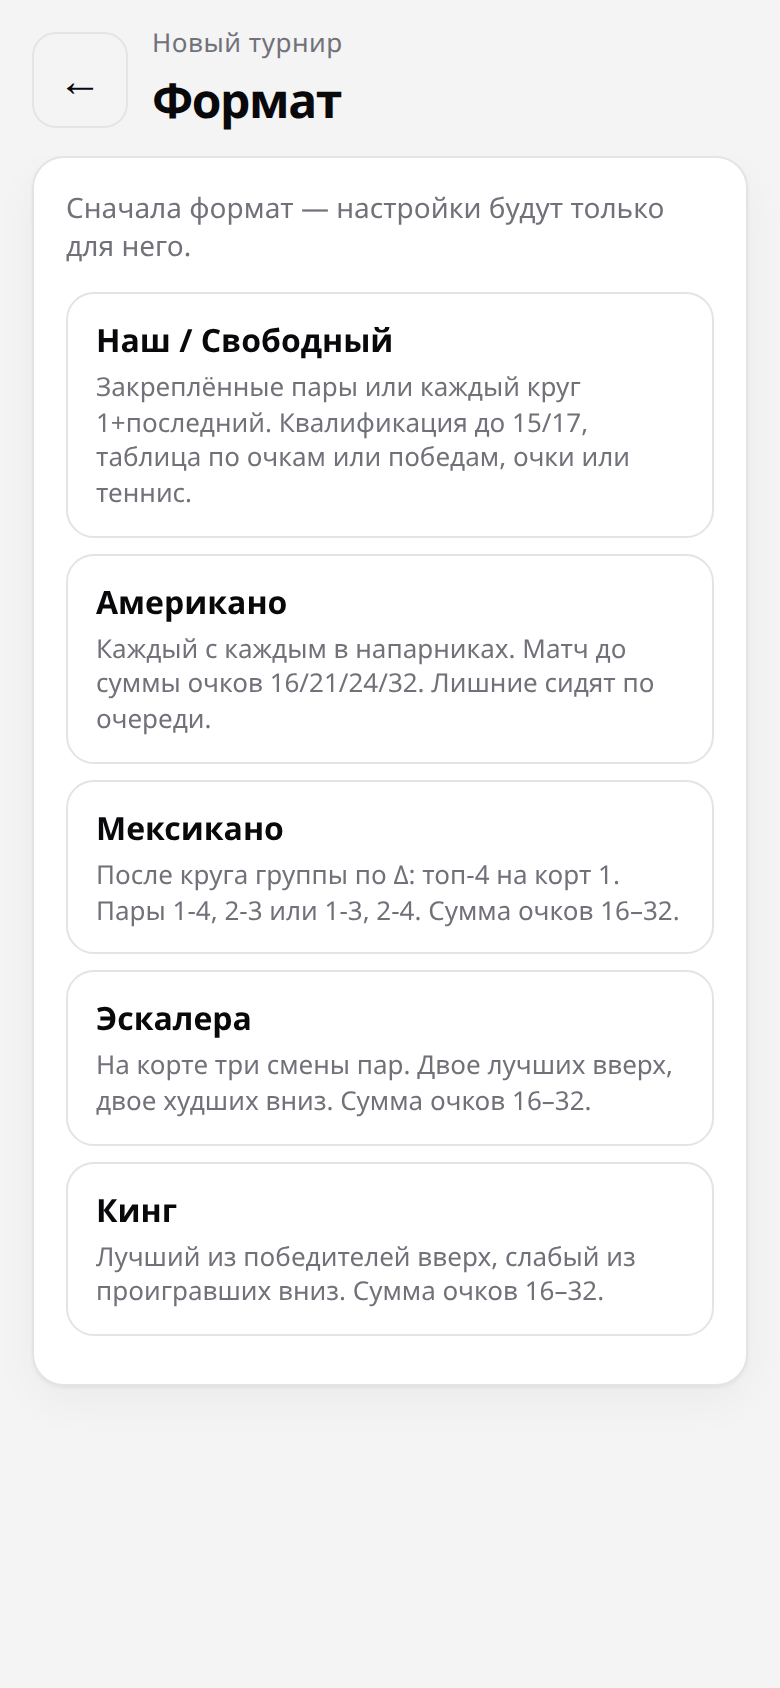 ←
Новый турнир
Формат
Сначала формат — настройки будут только
для него.
Наш / Свободный
Закреплённые пары или каждый круг
1+последний. Квалификация до 15/17,
таблица по очкам или победам, очки или
теннис.
Американо
Каждый с каждым в напарниках. Матч до
суммы очков 16/21/24/32. Лишние сидят по
очереди.
Мексикано
После круга группы по Δ: топ-4 на корт 1.
Пары 1-4, 2-3 или 1-3, 2-4. Сумма очков 16–32.
Эскалера
На корте три смены пар. Двое лучших вверх,
двое худших вниз. Сумма очков 16–32.
Кинг
Лучший из победителей вверх, слабый из
проигравших вниз. Сумма очков 16–32.